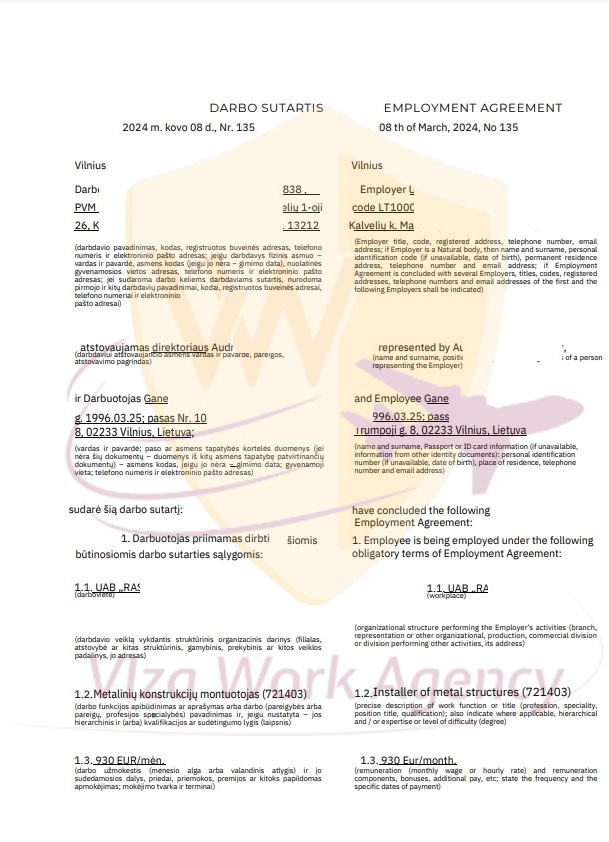 DARBO SUTARTIS
2024 m. kovo 08 d., Nr. 135
Vilnius
838 ,
PVM elių 1-oji
26, K , 13212
(darbdavio pavadinimas, kodas, registruotos buveinės adresas, telefono
numeris ir elektroninio pašto adresas; jeigu darbdavys fizinis asmuo –
vardas ir pavardė, asmens kodas (jeigu jo nėra – gimimo data), nuolatinės
gyvenamosios vietos adresas, telefono numeris ir elektroninio pašto
adresas; jei sudaroma darbo keliems darbdaviams sutartis, nurodoma
pirmojo ir kitų darbdavių pavadinimai, kodai, registruotos buveinės adresai,
telefono numeriai ir elektroninio
pašto adresai)
atstovaujamas direktoriaus Audr
(darbdaviui atstovaujančio asmens vardas ir pavardė, pareigos,
atstovavimo pagrindas)
ir Darbuotojas Gane
g. 1996.03.25; pasas Nr. 10
8, 02233 Vilnius, Lietuva;
(vardas ir pavardė; paso ar asmens tapatybės kortelės duomenys (jei
nėra šių dokumentų – duomenys iš kitų asmens tapatybę patvirtinančių
dokumentų) – asmens kodas, jeigu jo nėra – gimimo data; gyvenamoji
vieta; telefono numeris ir elektroninio pašto adresas)
sudarė šią darbo sutartį:
1. Darbuotojas priimamas dirbti šiomis
būtinosiomis darbo sutarties sąlygomis:
1.1. UAB „RAS
(darbovietė)
(darbdavio veiklą vykdantis struktūrinis organizacinis darinys (filialas,
atstovybė ar kitas struktūrinis, gamybinis, prekybinis ar kitos veiklos
padalinys, jo adresas)
1.2.Metalinių konstrukcijų montuotojas (721403)
(darbo funkcijos apibūdinimas ar aprašymas arba darbo (pareigybės arba
pareigų, profesijos specialybės) pavadinimas ir, jeigu nustatyta – jos
hierarchinis ir (arba) kvalifikacijos ar sudėtingumo lygis (laipsnis)
1.3. 930 EUR/mėn.
(darbo užmokestis (mėnesio alga arba valandinis atlygis) ir jo
sudedamosios dalys, priedai, priemokos, premijos ar kitoks papildomas
apmokėjimas; mokėjimo tvarka ir terminai)
EMPLOYMENT AGREEMENT
08 th of March, 2024, No 135
Vilnius
Employer U
code LT1000
Kalvelių k. Ma
(Employer title, code, registered address, telephone number, email
address; if Employer is a Natural body, then name and surname, personal
identification code (if unavailable, date of birth), permanent residence
address, telephone number and email address; if Employment
Agreement is concluded with several Employers, titles, codes, registered
addresses, telephone numbers and email addresses of the first and the
following Employers shall be indicated)
represented by Au
(name and surname, s of a person
representing the Employer)
and Employee Gane
996.03.25; pass
rumpoji g. 8, 02233 Vilnius, Lietuva
(name and surname, Passport or ID card information (if unavailable,
information from other identity documents); personal identification
number (if unavailable, date of birth), place of residence, telephone
number and email address)
have concluded the following
Employment Agreement:
1. Employee is being employed under the following
obligatory terms of Employment Agreement:
1.1. UAB „RA
(workplace)
(organizational structure performing the Employer's activities (branch,
representation or other organizational, production, commercial division
or division performing other activities, its address)
1.2.Installer of metal structures (721403)
(precise description of work function or title (profession, speciality,
position title, qualification); also indicate where applicable, hierarchical
and / or expertise or level of difficulty (degree)
1.3. 930 Eur/month.
(remuneration (monthly wage or hourly rate) and remuneration
components, bonuses, additional pay, etc; state the frequency and the
specific dates of payment)
VW
VIza Work Agency